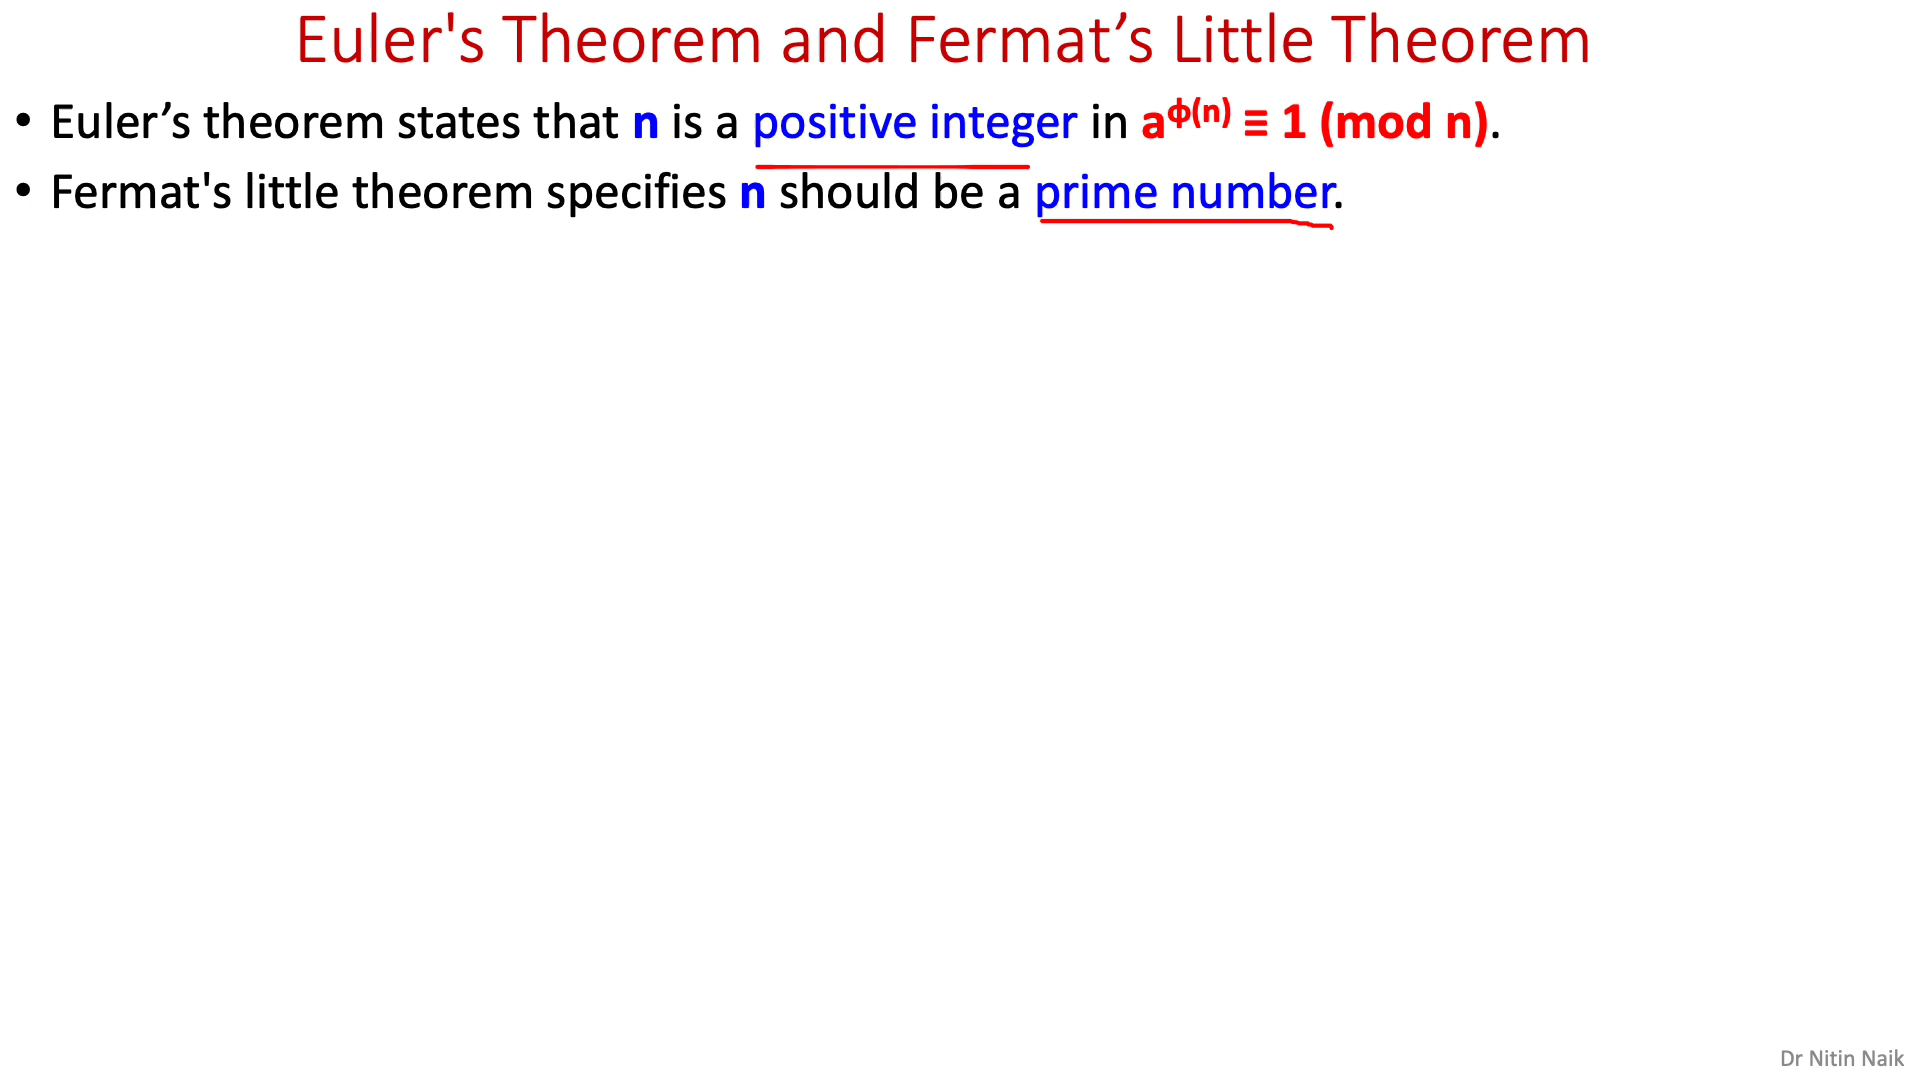 Euler's Theorem and Fermat’s Little Theorem
• Euler’s theorem states that n is a positive integer in a^ϕ(n) ≡ 1 (mod n).
• Fermat's little theorem specifies n should be a prime number.
Dr Nitin Naik